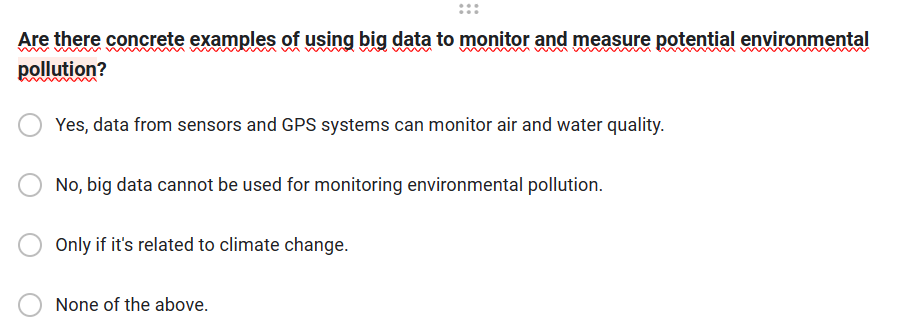 Are there concrete examples of using big data to monitor and measure potential environmental
pollution?
Yes, data from sensors and GPS systems can monitor air and water quality.
No, big data cannot be used for monitoring environmental pollution.
Only if it's related to climate change.
None of the above.